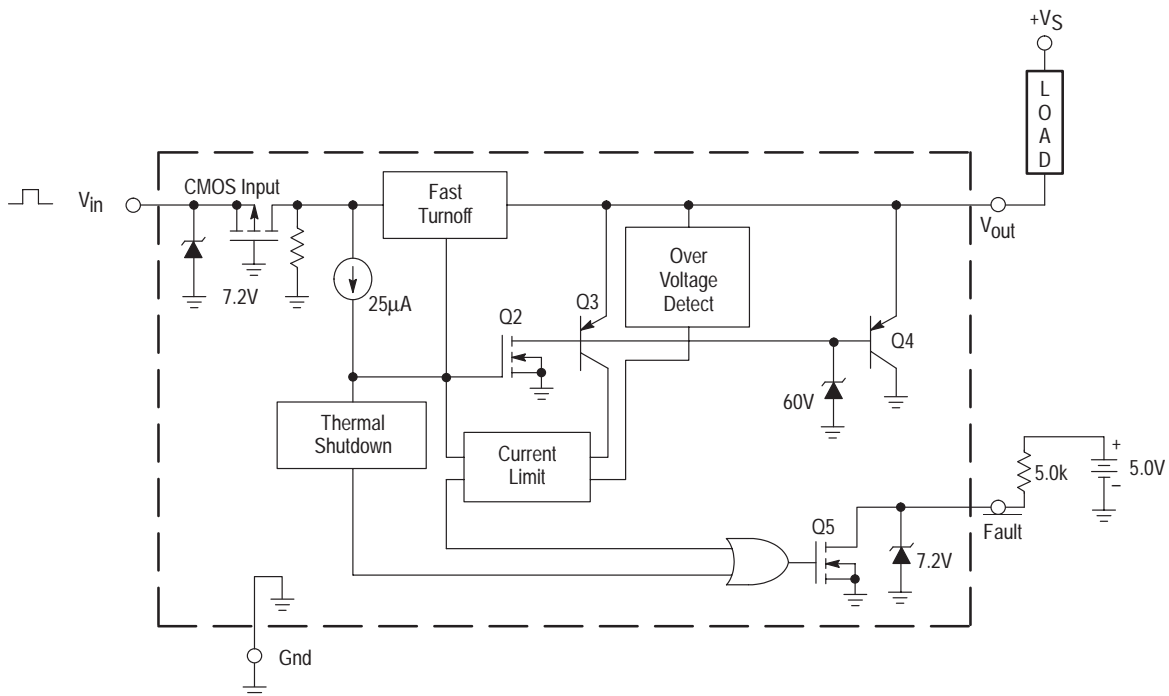 +VS
LOAD
CMOS Input
Fast
Turnoff
Vin
Vout
Over
Voltage
Detect
7.2V
25μA
Q3
Q2
Q4
60V
Thermal
Shutdown
Current
Limit
+
5.0k
5.0V
–
Q5
Fault
7.2V
Gnd